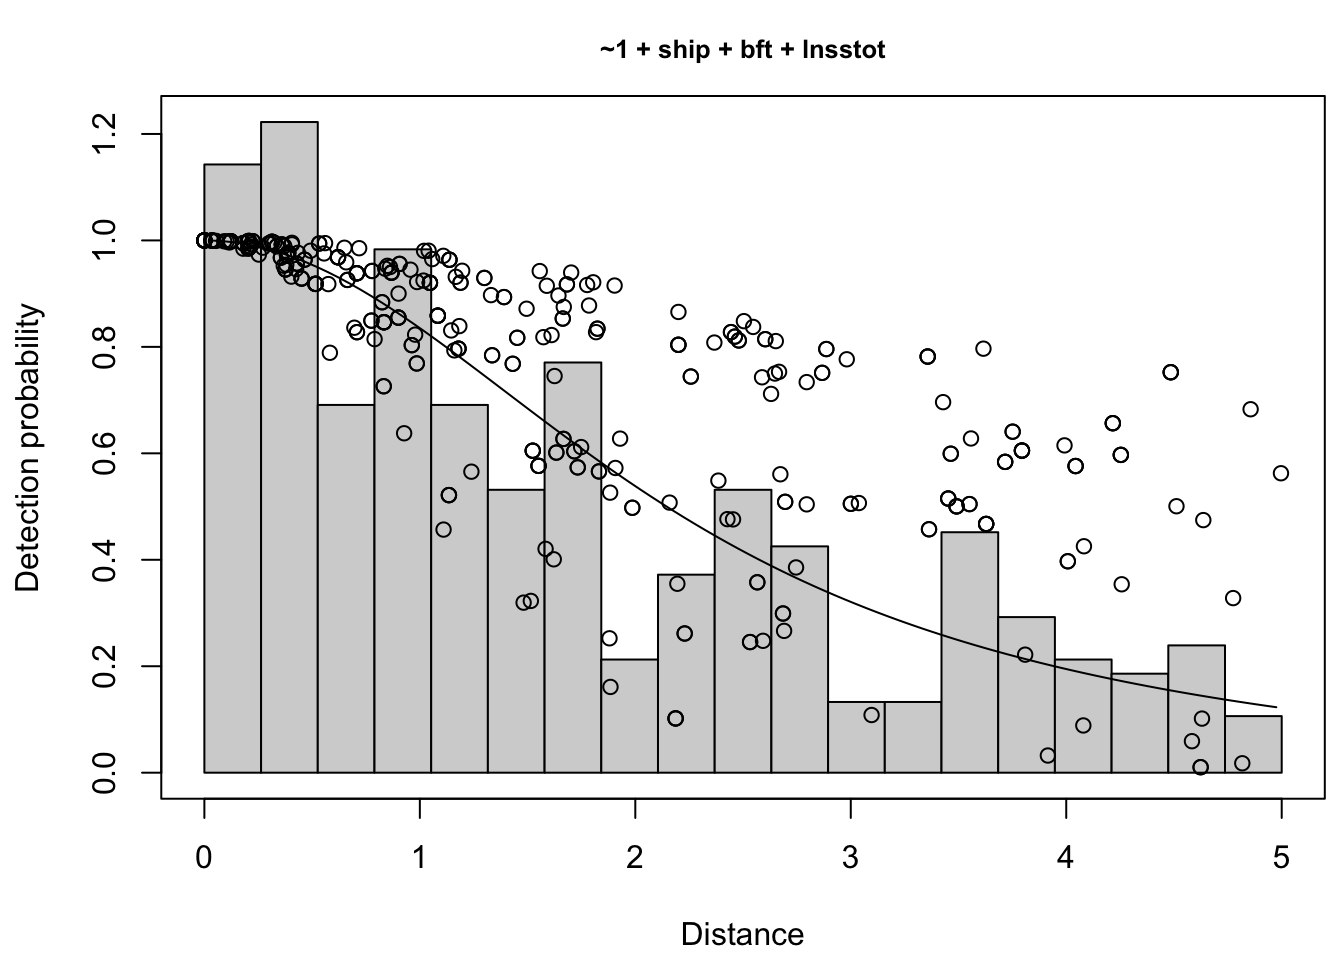 ~1 + ship + bft + lnsstot
Detection probability
1.2
1.0
0.8
0.6
0.4
0.2
0.0
0 1 2 3 4 5
Distance